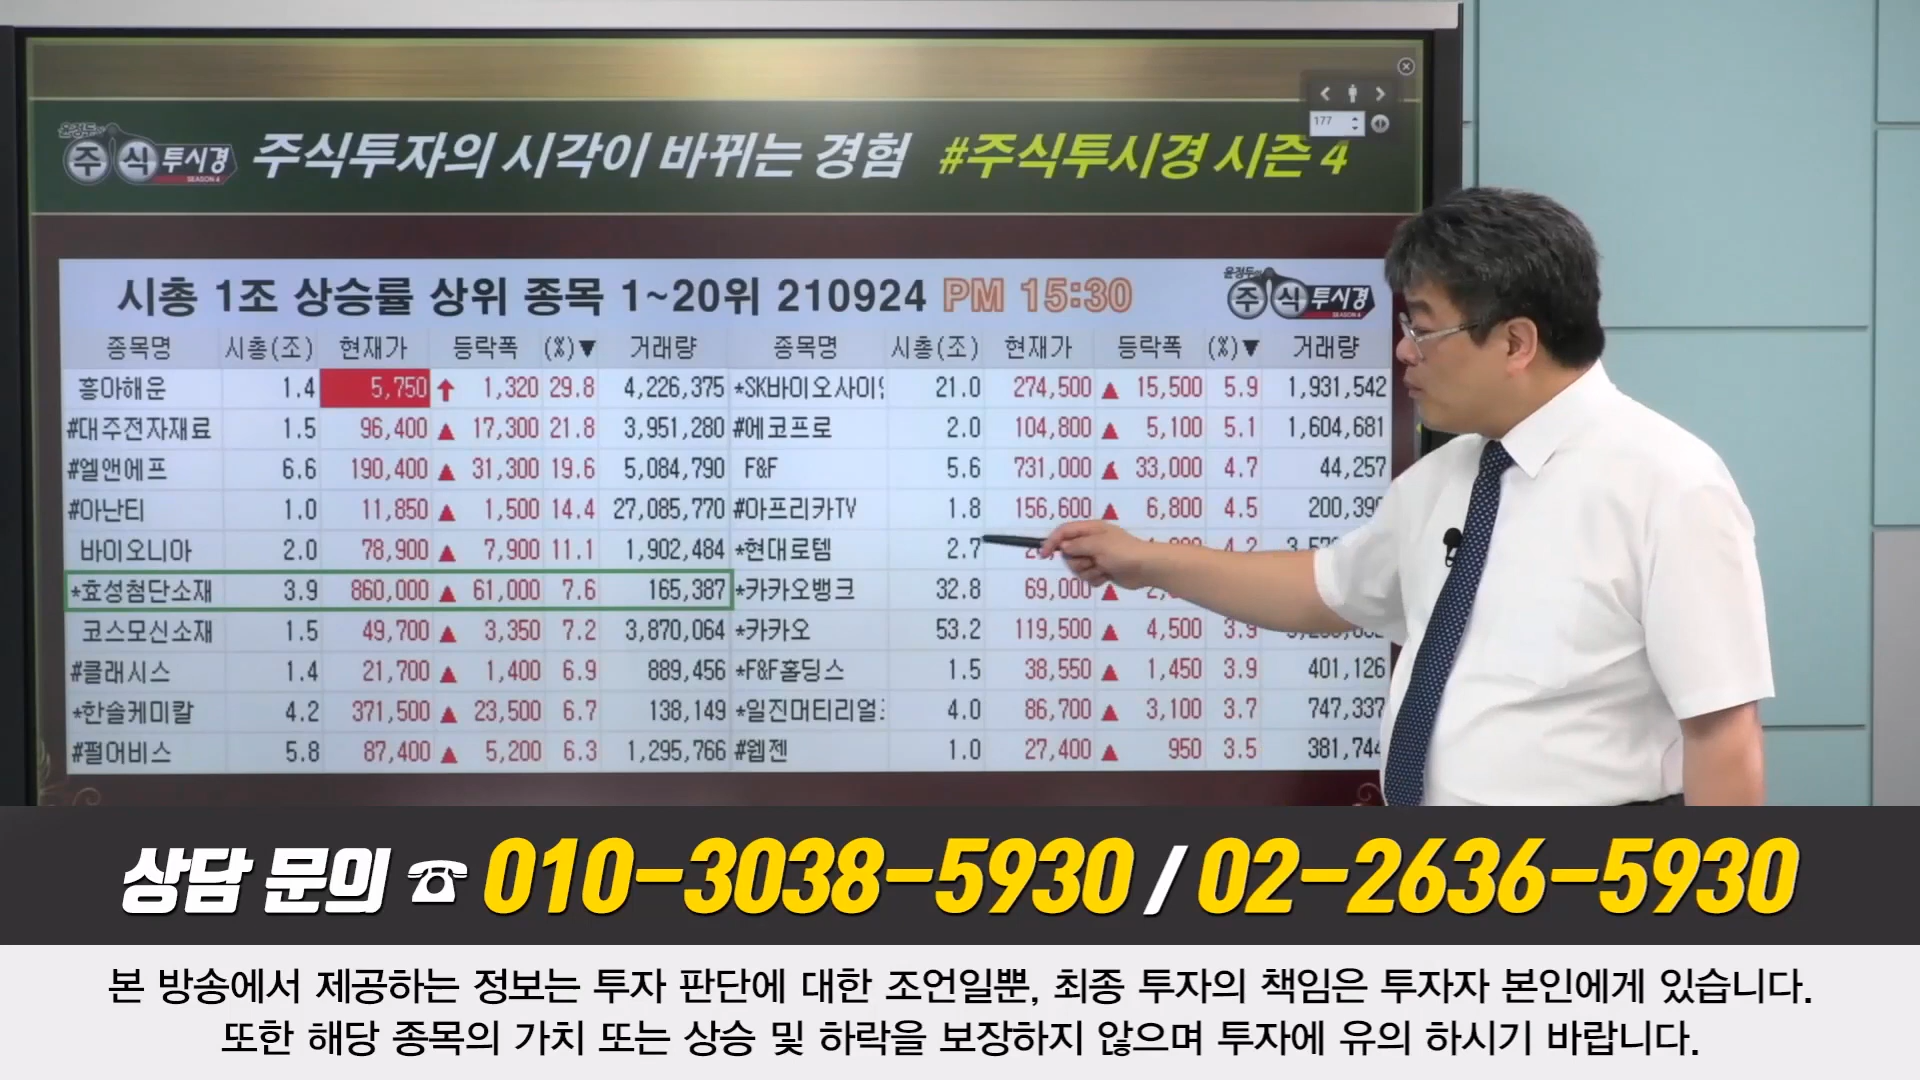 177
윤정두의
주식투시경
SEASON 4
주식투자의 시각이 바뀌는 경험 #주식투시경 시즌 4
시총 1조 상승률 상위 종목 1~20위 210924 PM 15:30
윤정두의
주식투시경
SEASON 4
종목명 시총(조) 현재가 등락폭 (%)▼ 거래량 종목명 시총(조) 현재가 등락폭 (%)▼ 거래량
흥아해운 1.4 5,750 ↑ 1,320 29.8 4,226,375 *SK바이오사이 21.0 274,500 ▲ 15,500 5.9 1,931,542
#대주전자재료 1.5 96,400 ▲ 17,300 21.8 3,951,280 #에코프로 2.0 104,800 ▲ 5,100 5.1 1,604,681
#엘앤에프 6.6 190,400 ▲ 31,300 19.6 5,084,790 F&F 5.6 731,000 ▲ 33,000 4.7 44,257
#아난티 1.0 11,850 ▲ 1,500 14.4 27,085,770 #아프리카TV 1.8 156,600 ▲ 6,800 4.5
바이오니아 2.0 78,900 ▲ 7,900 11.1 1,902,484 *현대로템 2.7 4.2
*효성첨단소재 3.9 860,000 ▲ 61,000 7.6 165,387 *카카오뱅크 32.8 69,000 ▲
코스모신소재 1.5 49,700 ▲ 3,350 7.2 3,870,064 *카카오 53.2 119,500 ▲ 4,500 3.9
#클래시스 1.4 21,700 ▲ 1,400 6.9 889,456 *F&F홀딩스 1.5 38,550 ▲ 1,450 3.9 401,126
*한솔케미칼 4.2 371,500 ▲ 23,500 6.7 138,149 *일진머티리얼 4.0 86,700 ▲ 3,100 3.7 747,337
#펄어비스 5.8 87,400 ▲ 5,200 6.3 1,295,766 #웹젠 1.0 27,400 ▲ 950 3.5 381,744
상담 문의 ☎ 010-3038-5930 / 02-2636-5930
본 방송에서 제공하는 정보는 투자 판단에 대한 조언일뿐, 최종 투자의 책임은 투자자 본인에게 있습니다.
또한 해당 종목의 가치 또는 상승 및 하락을 보장하지 않으며 투자에 유의 하시기 바랍니다.